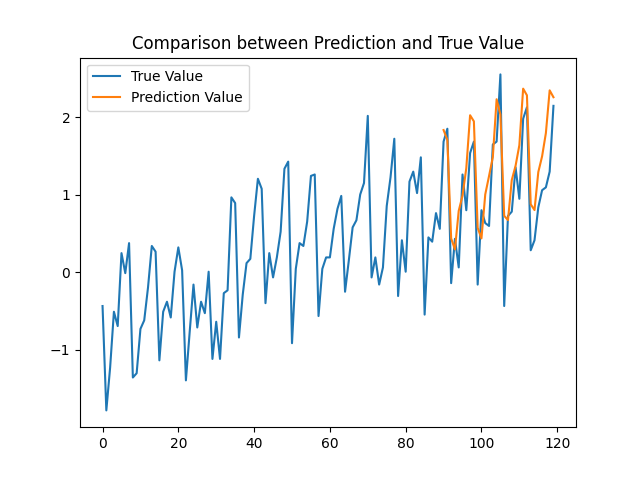 Comparison between Prediction and True Value
True Value
Prediction Value
2
1
0
−1
0 20 40 60 80 100 120